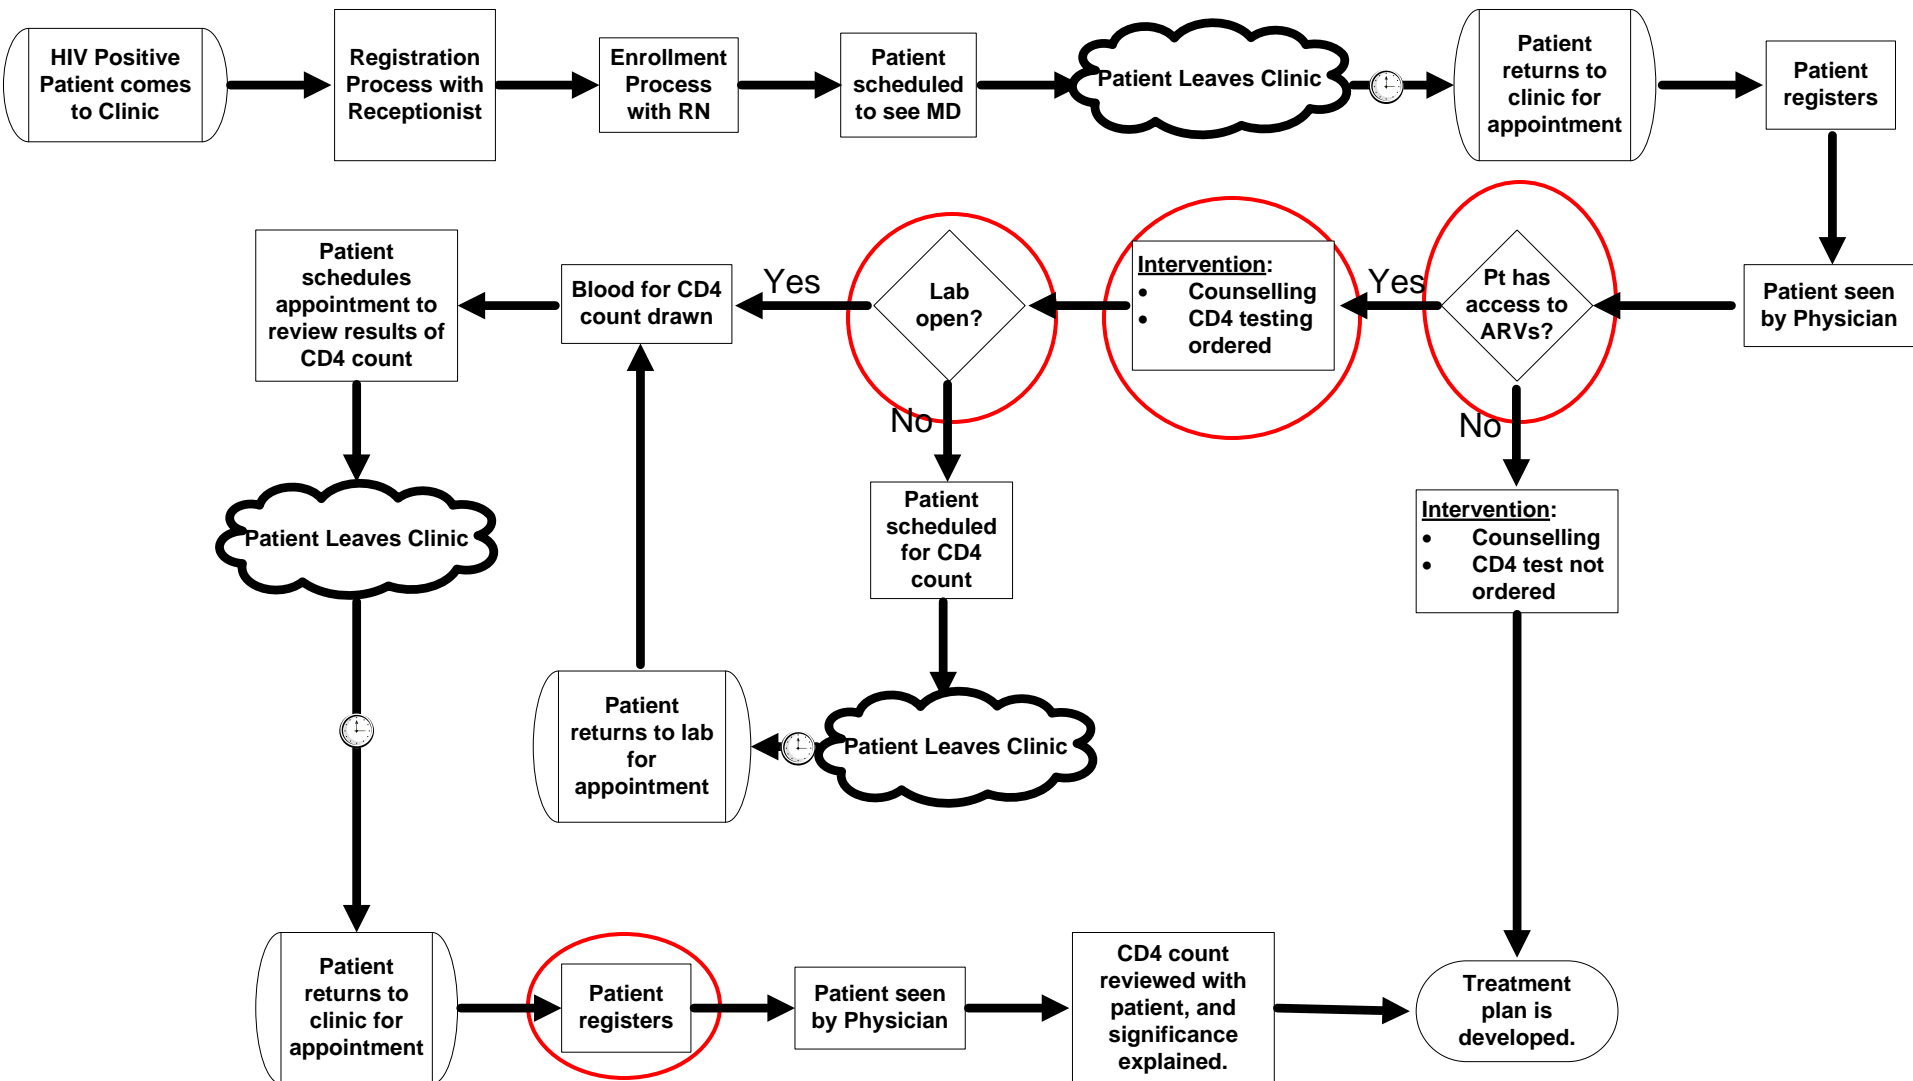 HIV Positive
Patient comes
to Clinic
Registration
Process with
Receptionist
Enrollment
Process
with RN
Patient
scheduled
to see MD
Patient Leaves Clinic
Patient
returns to
clinic for
appointment
Patient
registers
Patient seen
by Physician
Pt has
access to
ARVs?
Yes
No
Intervention:
• Counselling
• CD4 testing
ordered
Lab
open?
Yes
No
Blood for CD4
count drawn
Patient
schedules
appointment to
review results of
CD4 count
Patient Leaves Clinic
Patient
scheduled
for CD4
count
Patient Leaves Clinic
Patient
returns to lab
for
appointment
Intervention:
• Counselling
• CD4 test not
ordered
Patient
returns to
clinic for
appointment
Patient
registers
Patient seen
by Physician
CD4 count
reviewed with
patient, and
significance
explained.
Treatment
plan is
developed.